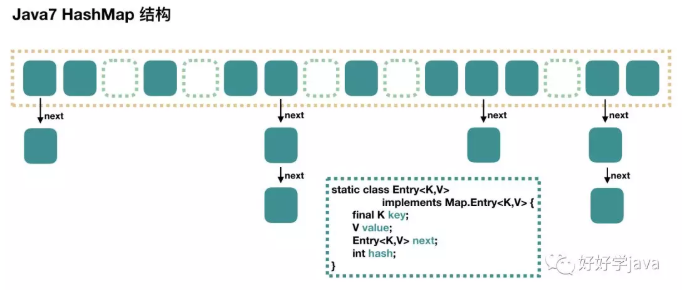 Java7 HashMap 结构
next
next
next
next
next
next
static class Entry<K,V>
implements Map.Entry<K,V> {
final K key;
V value;
Entry<K,V> next;
int hash;
}
好好学java